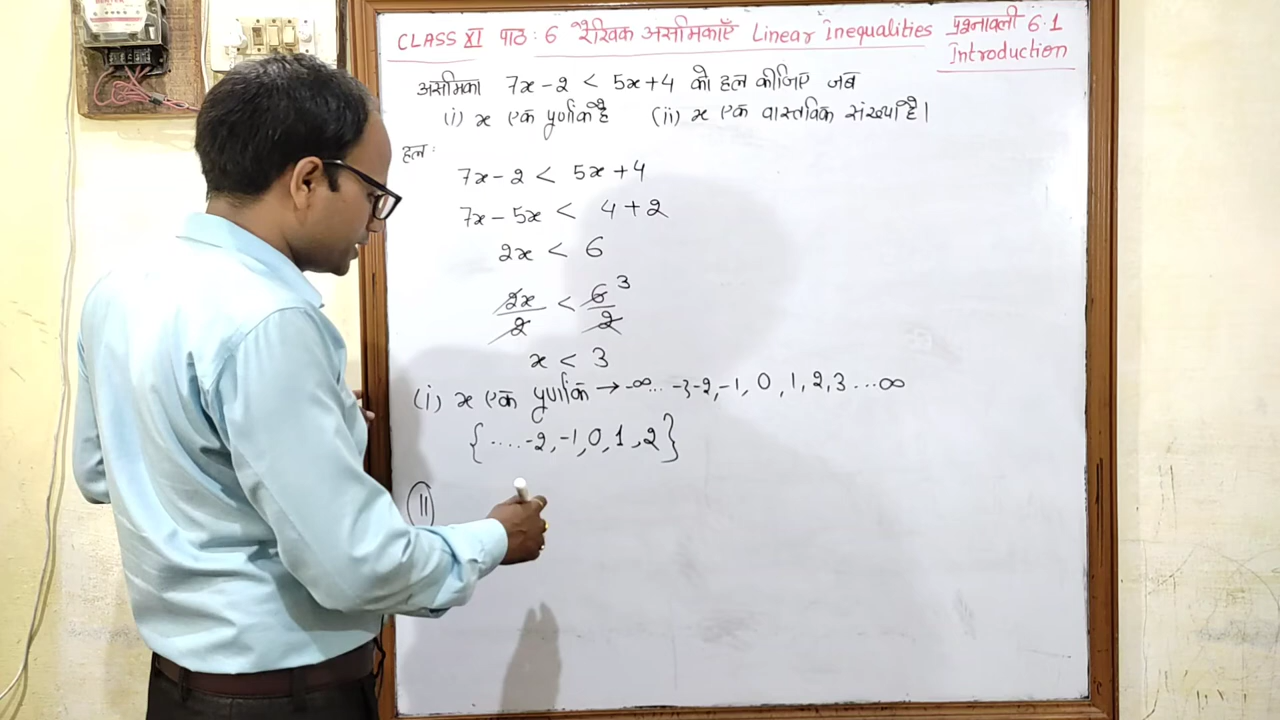 CLASS XI पाठ: 6 रैखिक असमिकाएँ Linear Inequalities प्रश्नावली 6.1
Introduction
असमिका 7x - 2 < 5x + 4 को हल कीजिए जब
(i) x एक पूर्णांक है (ii) x एक वास्तविक संख्या है।
हल:
7x - 2 < 5x + 4
7x - 5x < 4 + 2
2x < 6
2x/2 < 6/2 3
x < 3
(i) x एक पूर्णांक → -∞... -3-2,-1, 0, 1, 2, 3 ...∞
{ ....-2, -1, 0, 1, 2}
(II)